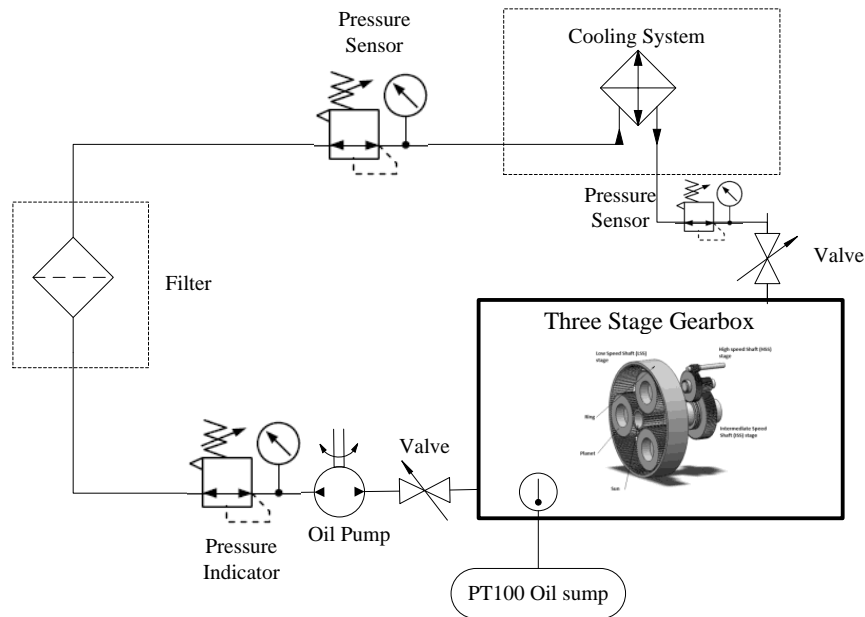 Pressure
Sensor
Cooling System
Pressure
Sensor
Valve
Filter
Three Stage Gearbox
Low Speed Shaft (LSS)
stage
High speed Shaft (HSS)
stage
Ring
Planet
Sun
Intermediate Speed
Shaft (ISS) stage
Valve
Oil Pump
Pressure
Indicator
PT100 Oil sump